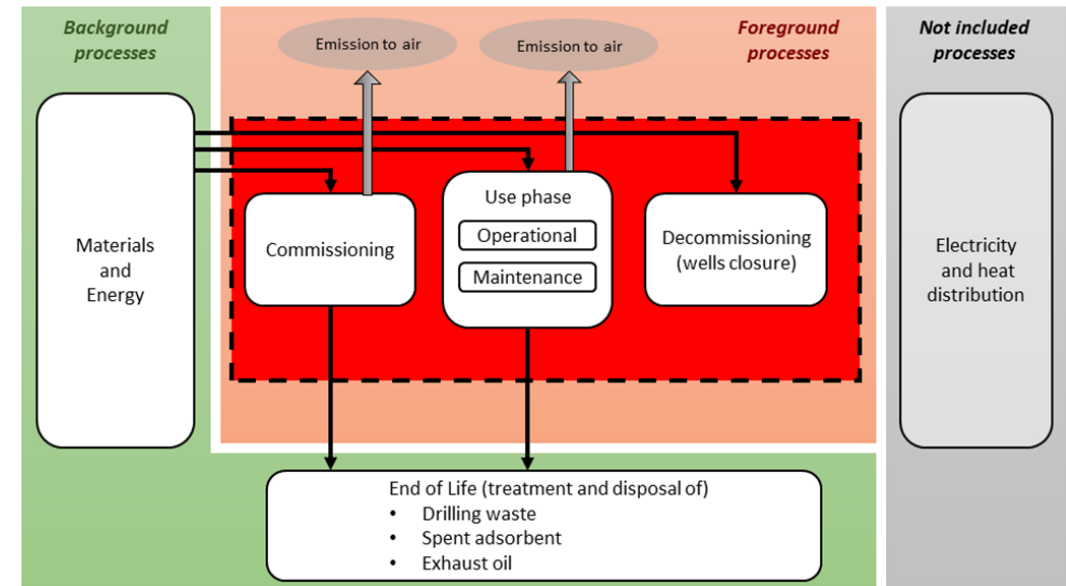 Background
processes
Emission to air
Emission to air
Foreground
processes
Not included
processes
Materials
and
Energy
Commissioning
Use phase
Operational
Maintenance
Decommissioning
(wells closure)
Electricity
and heat
distribution
End of Life (treatment and disposal of)
• Drilling waste
• Spent adsorbent
• Exhaust oil